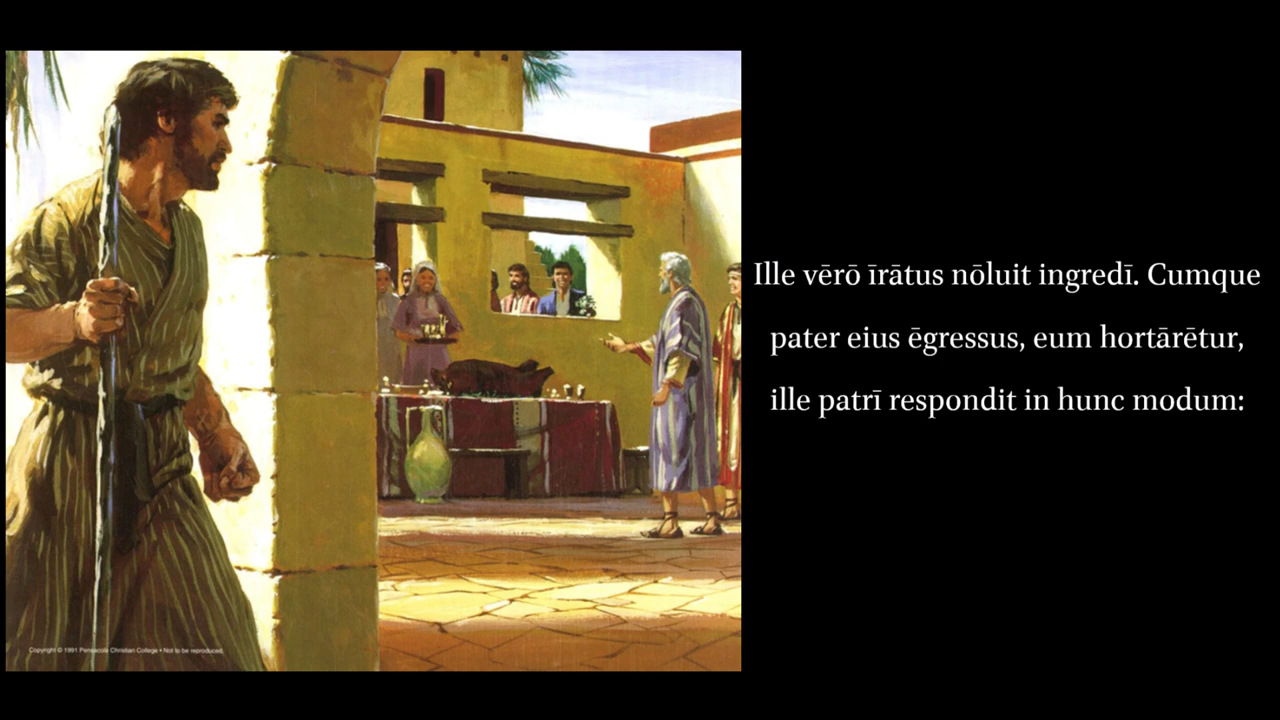 Ille vērō īrātus nōluit ingredī. Cumque
pater eius ēgressus, eum hortārētur,
ille patrī respondit in hunc modum:
Copyright © 1991 Pensacola Christian College • Not to be reproduced.